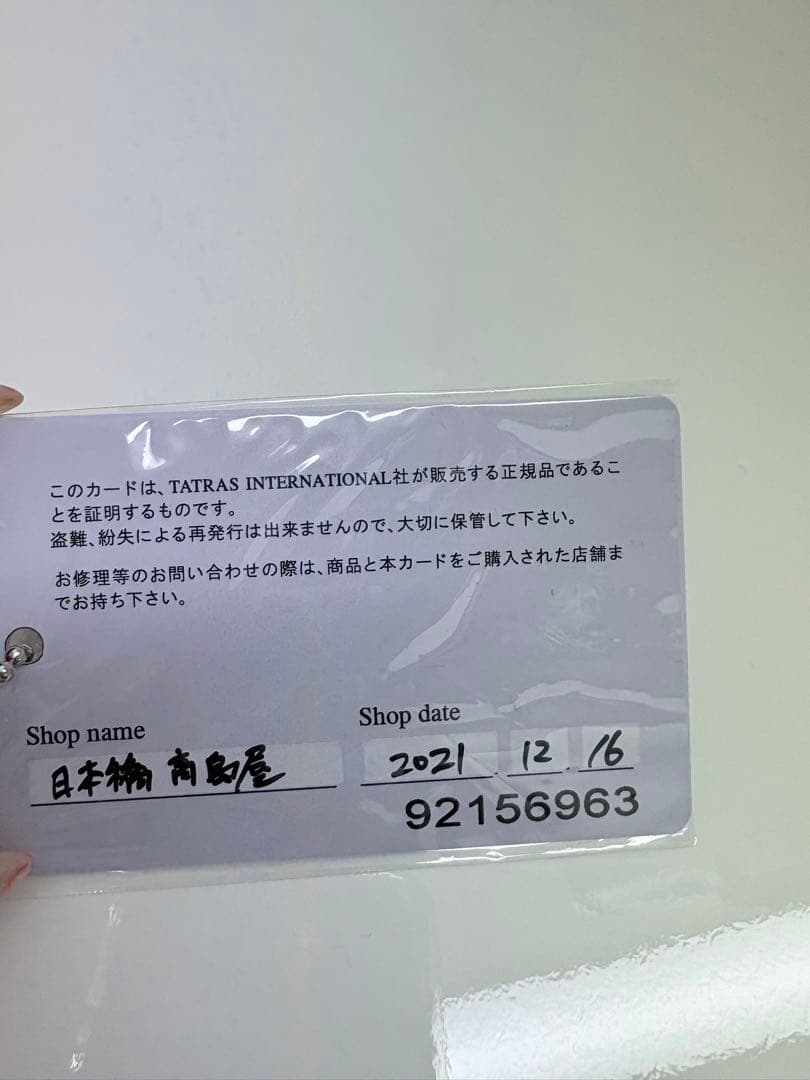 このカードは、TATRAS INTERNATIONAL社が販売する正規品であるこ
とを証明するものです。
盗難、紛失による再発行は出来ませんので、大切に保管して下さい。
お修理等のお問い合わせの際は、商品と本カードをご購入された店舗ま
でお持ち下さい。
Shop name
Shop date
日本橋 高島屋
2021 12 16
92156963